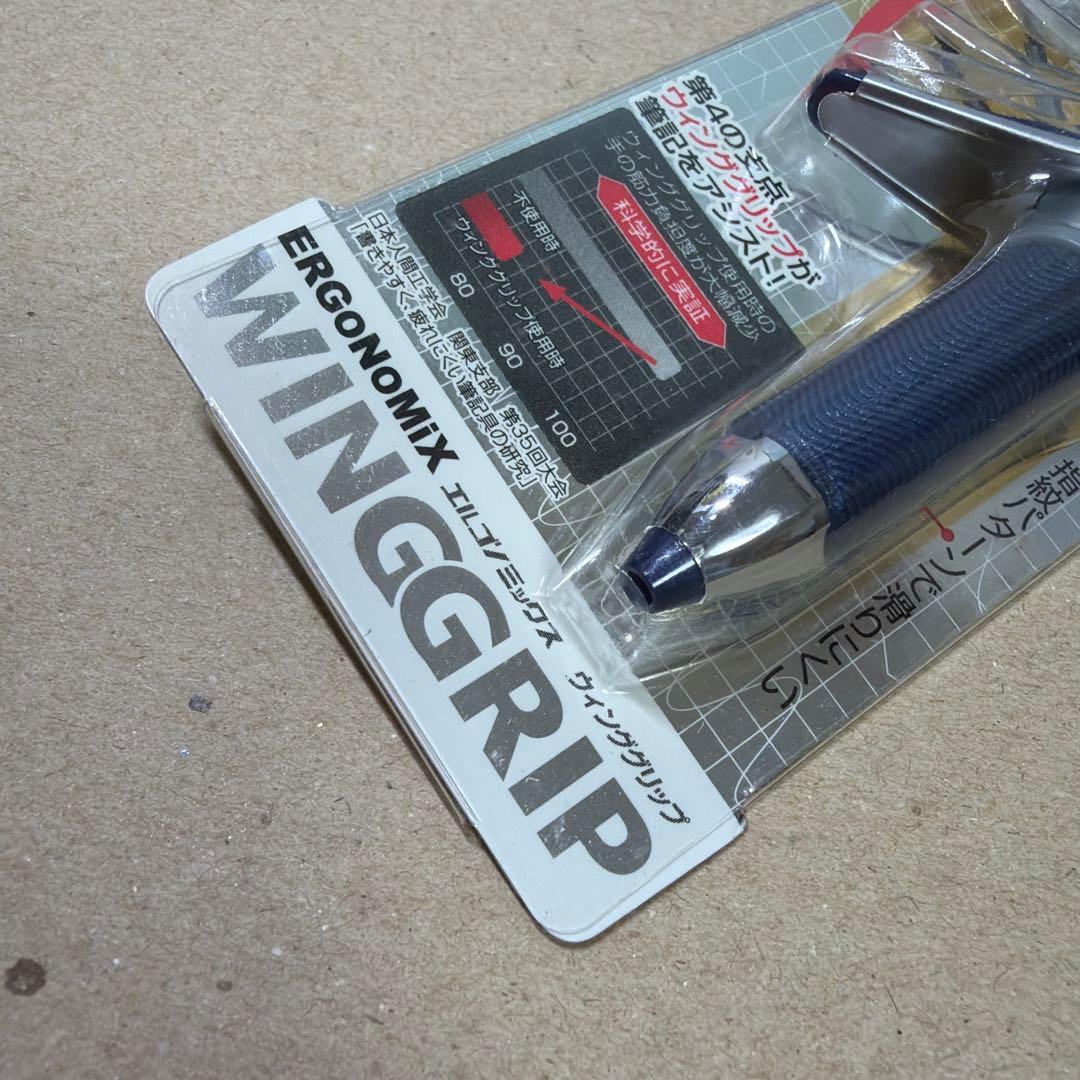 第4の支点
ウィンググリップが
筆記をアシスト!
ウィンググリップ使用時の
手の筋力負担度が大幅減少
科学的に実証
不使用時
ウィンググリップ使用時
80
90
100
日本人間工学会 関東支部 第35回大会
「書きやすく、疲れにくい筆記具の研究」
ERGONOMiX エルゴノミックス ウィンググリップ
WINGGRIP
指紋パターンで滑りにくい